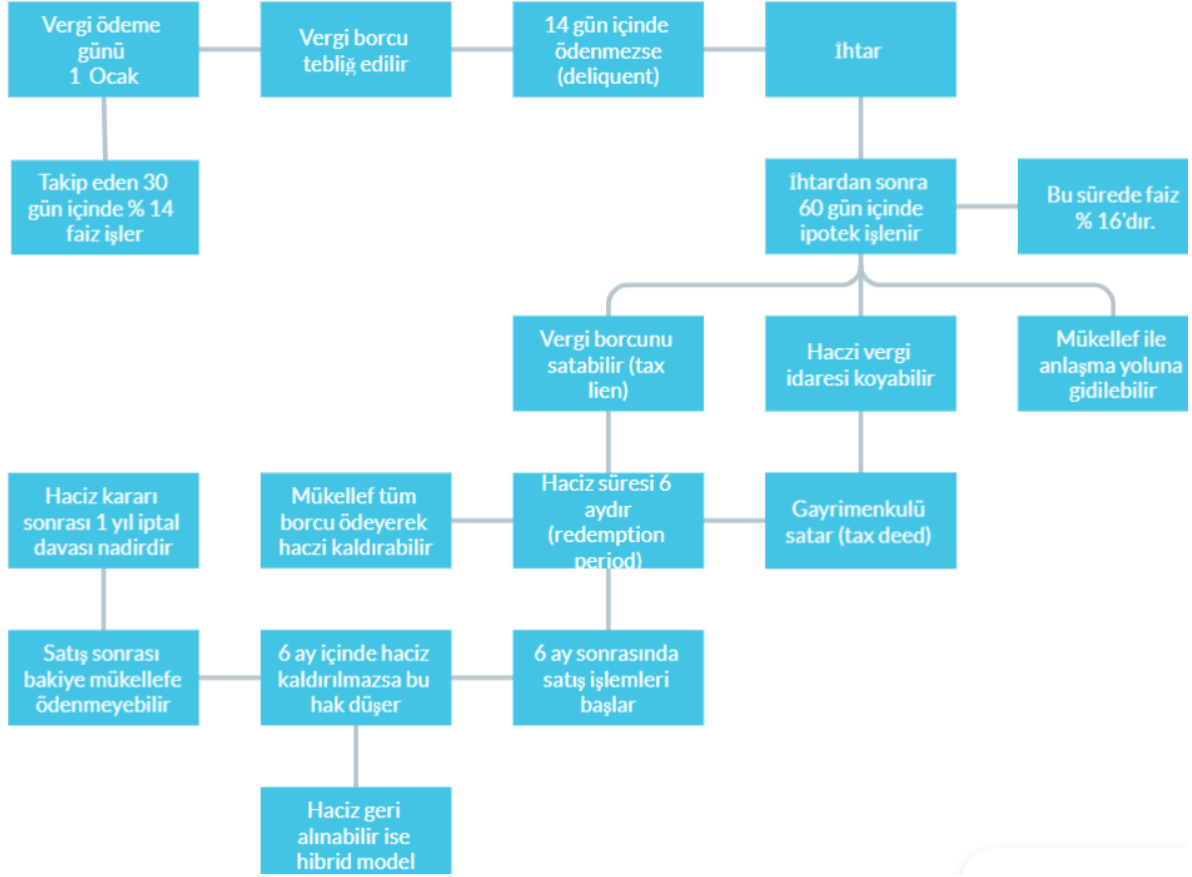 Vergi ödeme
günü
1 Ocak
Vergi borcu
tebliğ edilir
14 gün içinde
ödenmezse
(deliquent)
İhtar
Takip eden 30
gün içinde % 14
faiz işler
İhtardan sonra
60 gün içinde
ipotek işlenir
Bu sürede faiz
% 16'dır.
Vergi borcunu
satabilir (tax
lien)
Haczi vergi
idaresi koyabilir
Mükellef ile
anlaşma yoluna
gidilebilir
Haciz kararı
sonrası 1 yıl iptal
davası nadirdir
Mükellef tüm
borcu ödeyerek
haczi kaldırabilir
Haciz süresi 6
aydır
(redemption
period)
Gayrimenkulü
satar (tax deed)
Satış sonrası
bakiye mükellefe
ödenmeyebilir
6 ay içinde haciz
kaldırılmazsa bu
hak düşer
6 ay sonrasında
satış işlemleri
başlar
Haciz geri
alınabilir ise
hibrid model